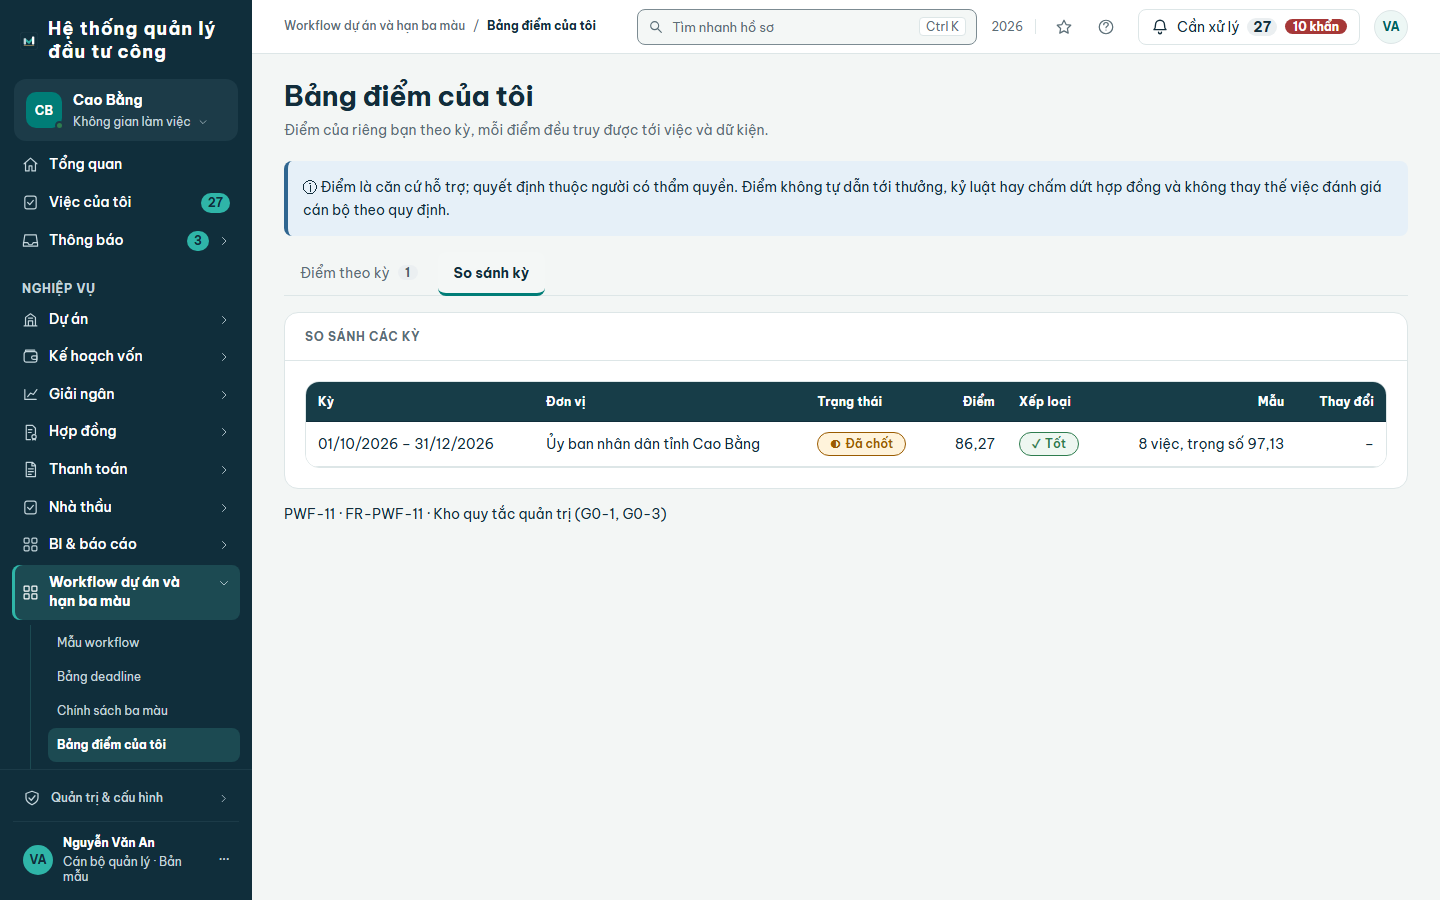 Hệ thống quản lý
đầu tư công
CB
Cao Bằng
Không gian làm việc
Tổng quan
Việc của tôi 27
Thông báo 3
NGHIỆP VỤ
Dự án
Kế hoạch vốn
Giải ngân
Hợp đồng
Thanh toán
Nhà thầu
BI & báo cáo
Workflow dự án và
hạn ba màu
Mẫu workflow
Bảng deadline
Chính sách ba màu
Bảng điểm của tôi
Quản trị & cấu hình
VA
Nguyễn Văn An
Cán bộ quản lý · Bản
mẫu
Workflow dự án và hạn ba màu / Bảng điểm của tôi
Tìm nhanh hồ sơ Ctrl K
2026
Cần xử lý 27 10 khẩn
VA
Bảng điểm của tôi
Điểm của riêng bạn theo kỳ, mỗi điểm đều truy được tới việc và dữ kiện.
Điểm là căn cứ hỗ trợ; quyết định thuộc người có thẩm quyền. Điểm không tự dẫn tới thưởng, kỷ luật hay chấm dứt hợp đồng và không thay thế việc đánh giá
cán bộ theo quy định.
Điểm theo kỳ 1
So sánh kỳ
SO SÁNH CÁC KỲ
Kỳ Đơn vị Trạng thái Điểm Xếp loại Mẫu Thay đổi
01/10/2026 – 31/12/2026 Ủy ban nhân dân tỉnh Cao Bằng Đã chốt 86,27 ✓ Tốt 8 việc, trọng số 97,13 –
PWF-11 · FR-PWF-11 · Kho quy tắc quản trị (G0-1, G0-3)